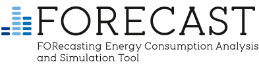 FORECAST
FORecasting Energy Consumption Analysis
and Simulation Tool